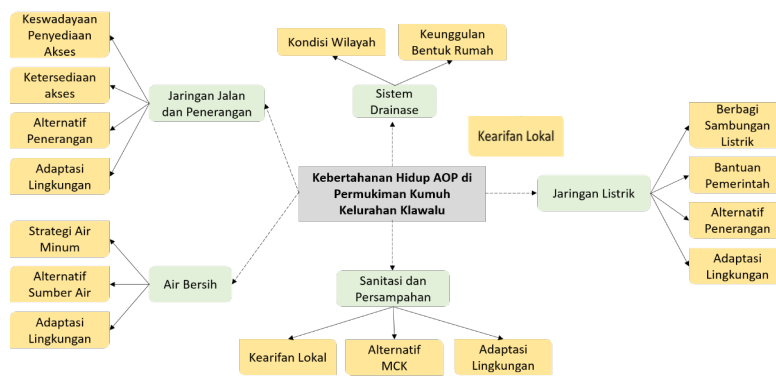 Keswadayaan
Penyediaan
Akses
Ketersediaan
akses
Alternatif
Penerangan
Adaptasi
Lingkungan
Jaringan Jalan
dan Penerangan
Kondisi Wilayah
Keunggulan
Bentuk Rumah
Sistem
Drainase
Kearifan Lokal
Kebertahanan Hidup AOP di
Permukiman Kumuh
Kelurahan Klawalu
Jaringan Listrik
Berbagi
Sambungan
Listrik
Bantuan
Pemerintah
Alternatif
Penerangan
Adaptasi
Lingkungan
Strategi Air
Minum
Alternatif
Sumber Air
Adaptasi
Lingkungan
Air Bersih
Sanitasi dan
Persampahan
Kearifan Lokal
Alternatif
MCK
Adaptasi
Lingkungan